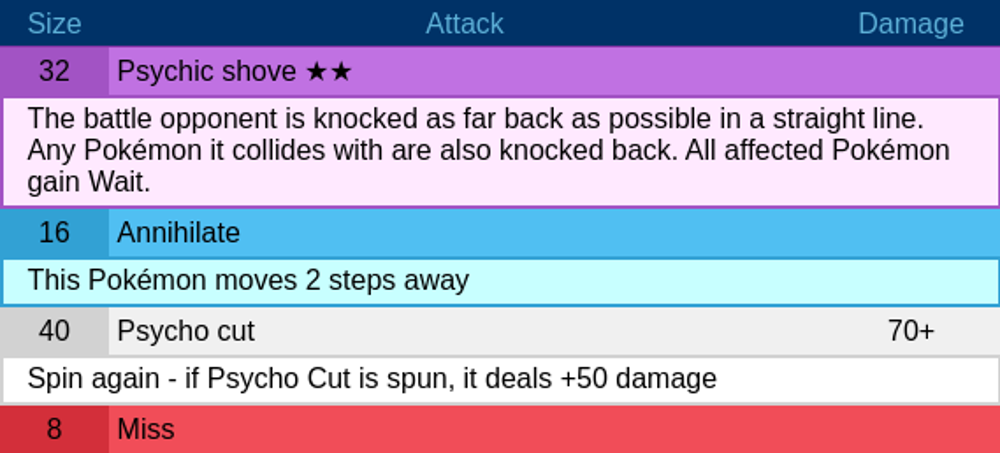 Size Attack Damage
32 Psychic shove ★★
The battle opponent is knocked as far back as possible in a straight line.
Any Pokémon it collides with are also knocked back. All affected Pokémon
gain Wait.
16 Annihilate
This Pokémon moves 2 steps away
40 Psycho cut 70+
Spin again - if Psycho Cut is spun, it deals +50 damage
8 Miss